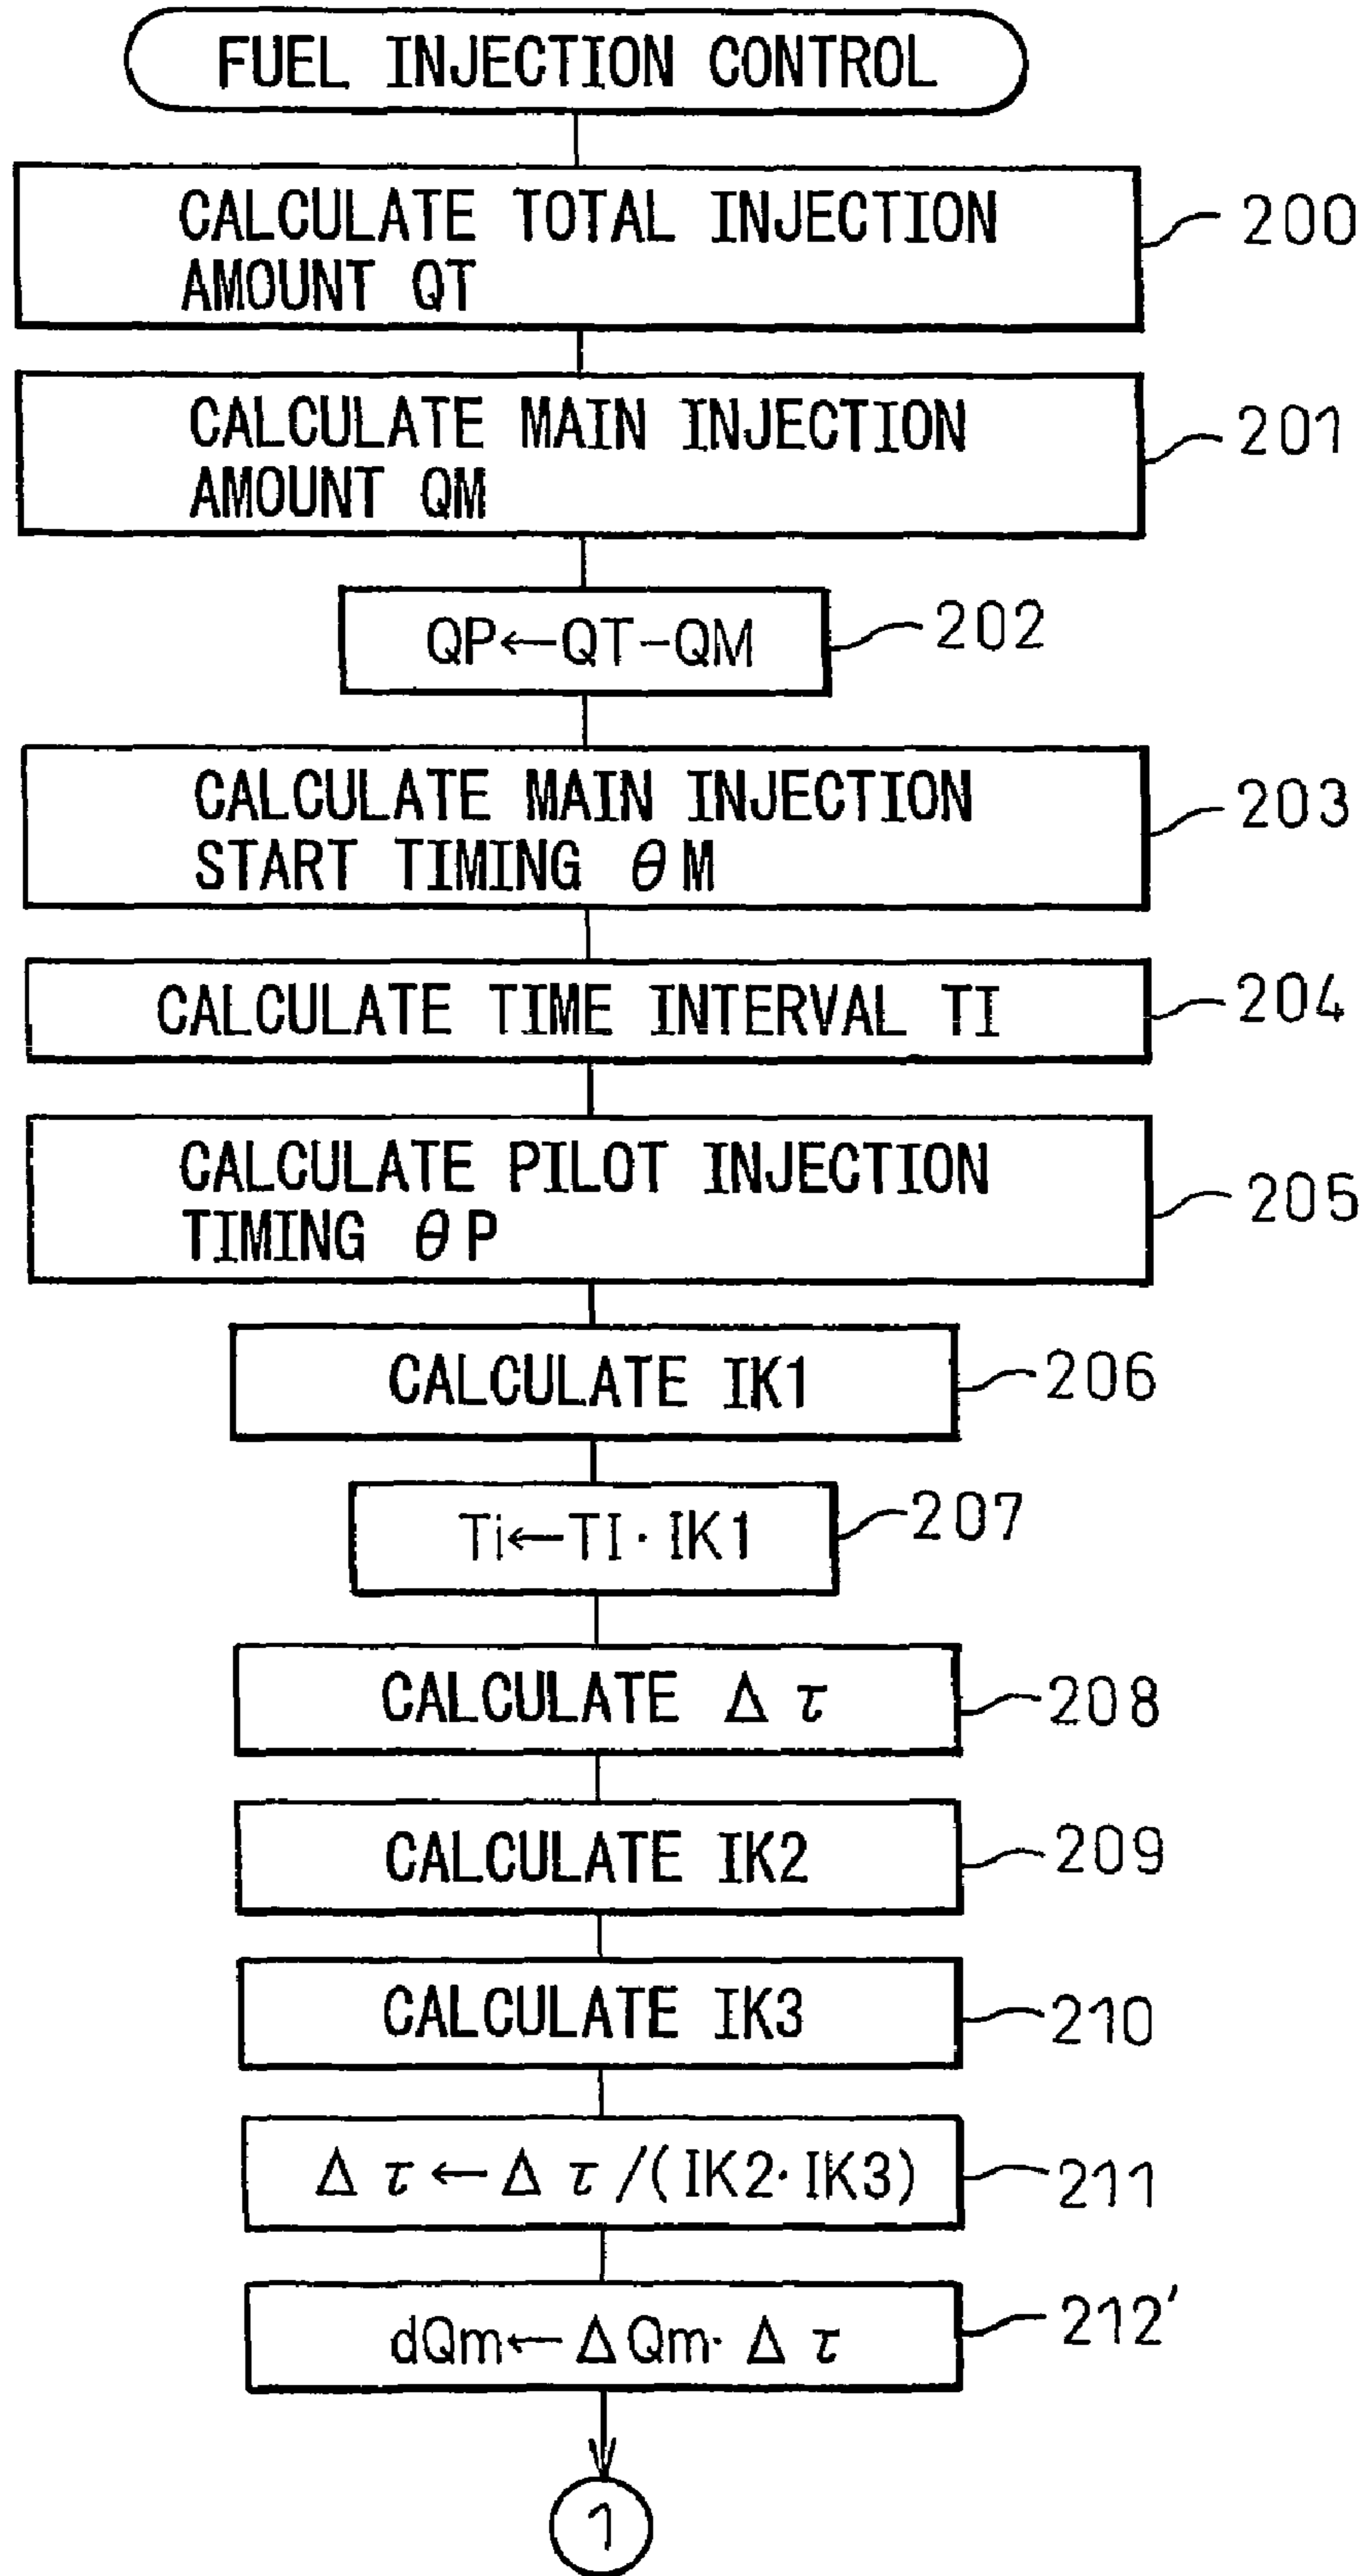 FUEL INJECTION CONTROL
CALCULATE TOTAL INJECTION
AMOUNT QT
200
CALCULATE MAIN INJECTION
AMOUNT QM
201
QP←QT-QM
202
CALCULATE MAIN INJECTION
START TIMING θM
203
CALCULATE TIME INTERVAL TI
204
CALCULATE PILOT INJECTION
TIMING θP
205
CALCULATE IK1
206
Ti←TI·IK1
207
CALCULATE Δτ
208
CALCULATE IK2
209
CALCULATE IK3
210
Δτ←Δτ/(IK2·IK3)
211
dQm←ΔQm·Δτ
212'
1